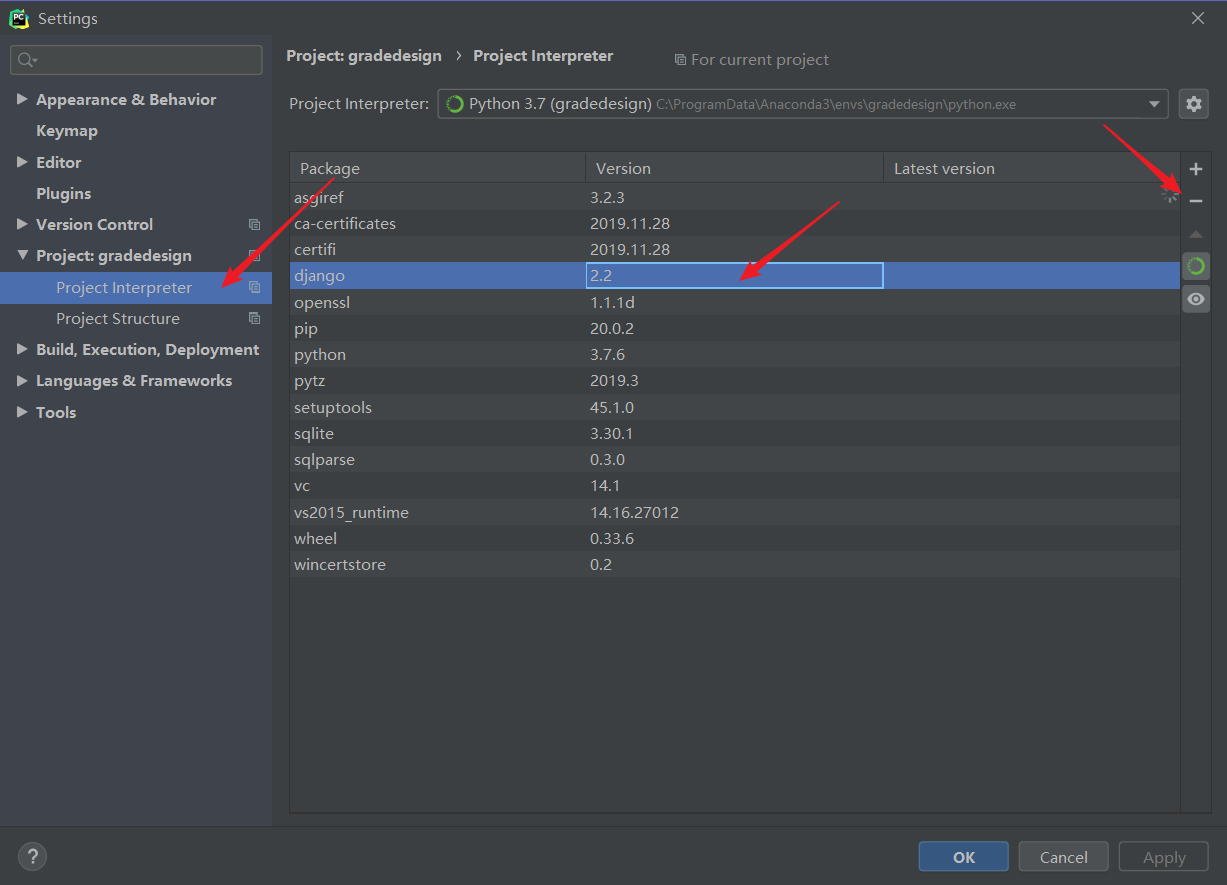 Settings
Project: gradedesign › Project Interpreter For current project
Appearance & Behavior
Keymap
Editor
Plugins
Version Control
Project: gradedesign
Project Interpreter
Project Structure
Build, Execution, Deployment
Languages & Frameworks
Tools
Project Interpreter: Python 3.7 (gradedesign) C:\ProgramData\Anaconda3\envs\gradedesign\python.exe
Package Version Latest version
asgiref 3.2.3
ca-certificates 2019.11.28
certifi 2019.11.28
django 2.2
openssl 1.1.1d
pip 20.0.2
python 3.7.6
pytz 2019.3
setuptools 45.1.0
sqlite 3.30.1
sqlparse 0.3.0
vc 14.1
vs2015_runtime 14.16.27012
wheel 0.33.6
wincertstore 0.2
? OK Cancel Apply